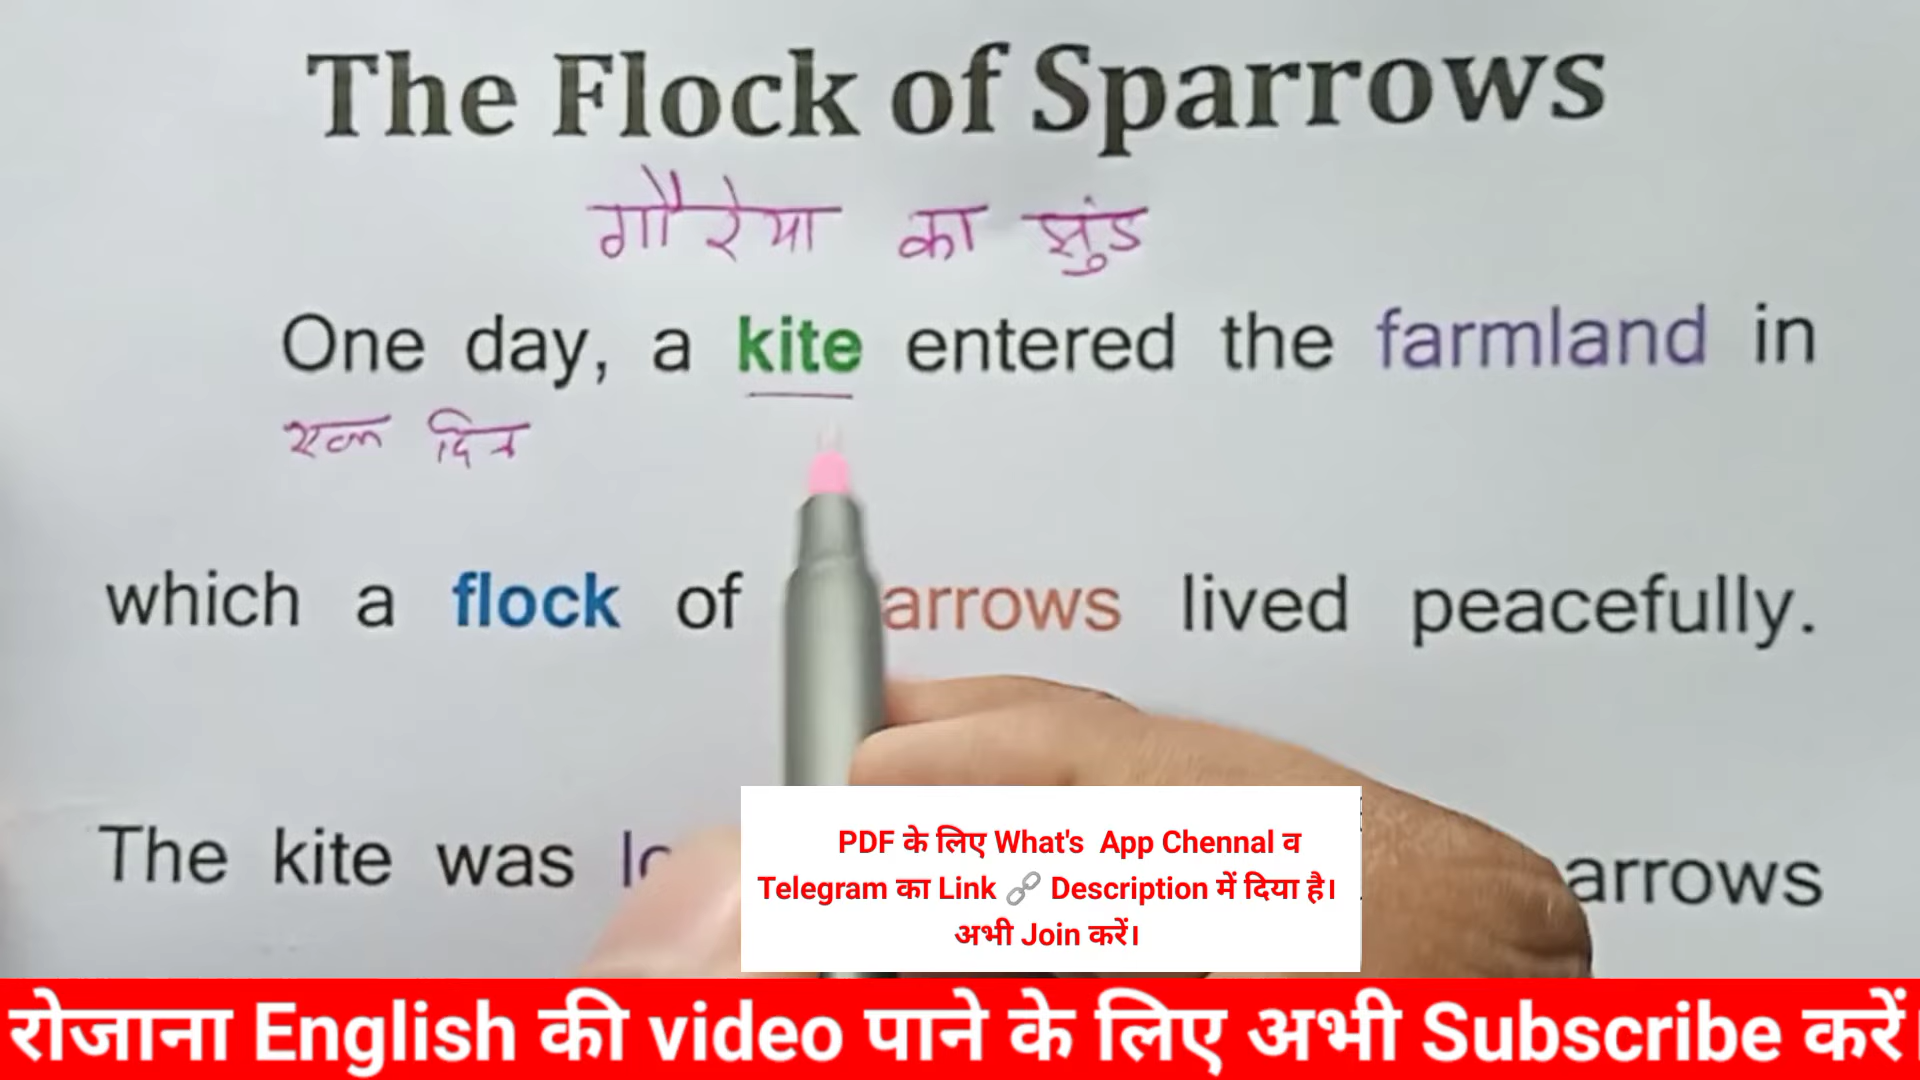 The Flock of Sparrows
गौरेया का झुंड
One day, a kite entered the farmland in
एक दिन
which a flock of arrows lived peacefully.
The kite was lo arrows
PDF के लिए What's App Chennal व
Telegram का Link 🔗 Description में दिया है।
अभी Join करें।
रोजाना English की video पाने के लिए अभी Subscribe करें।